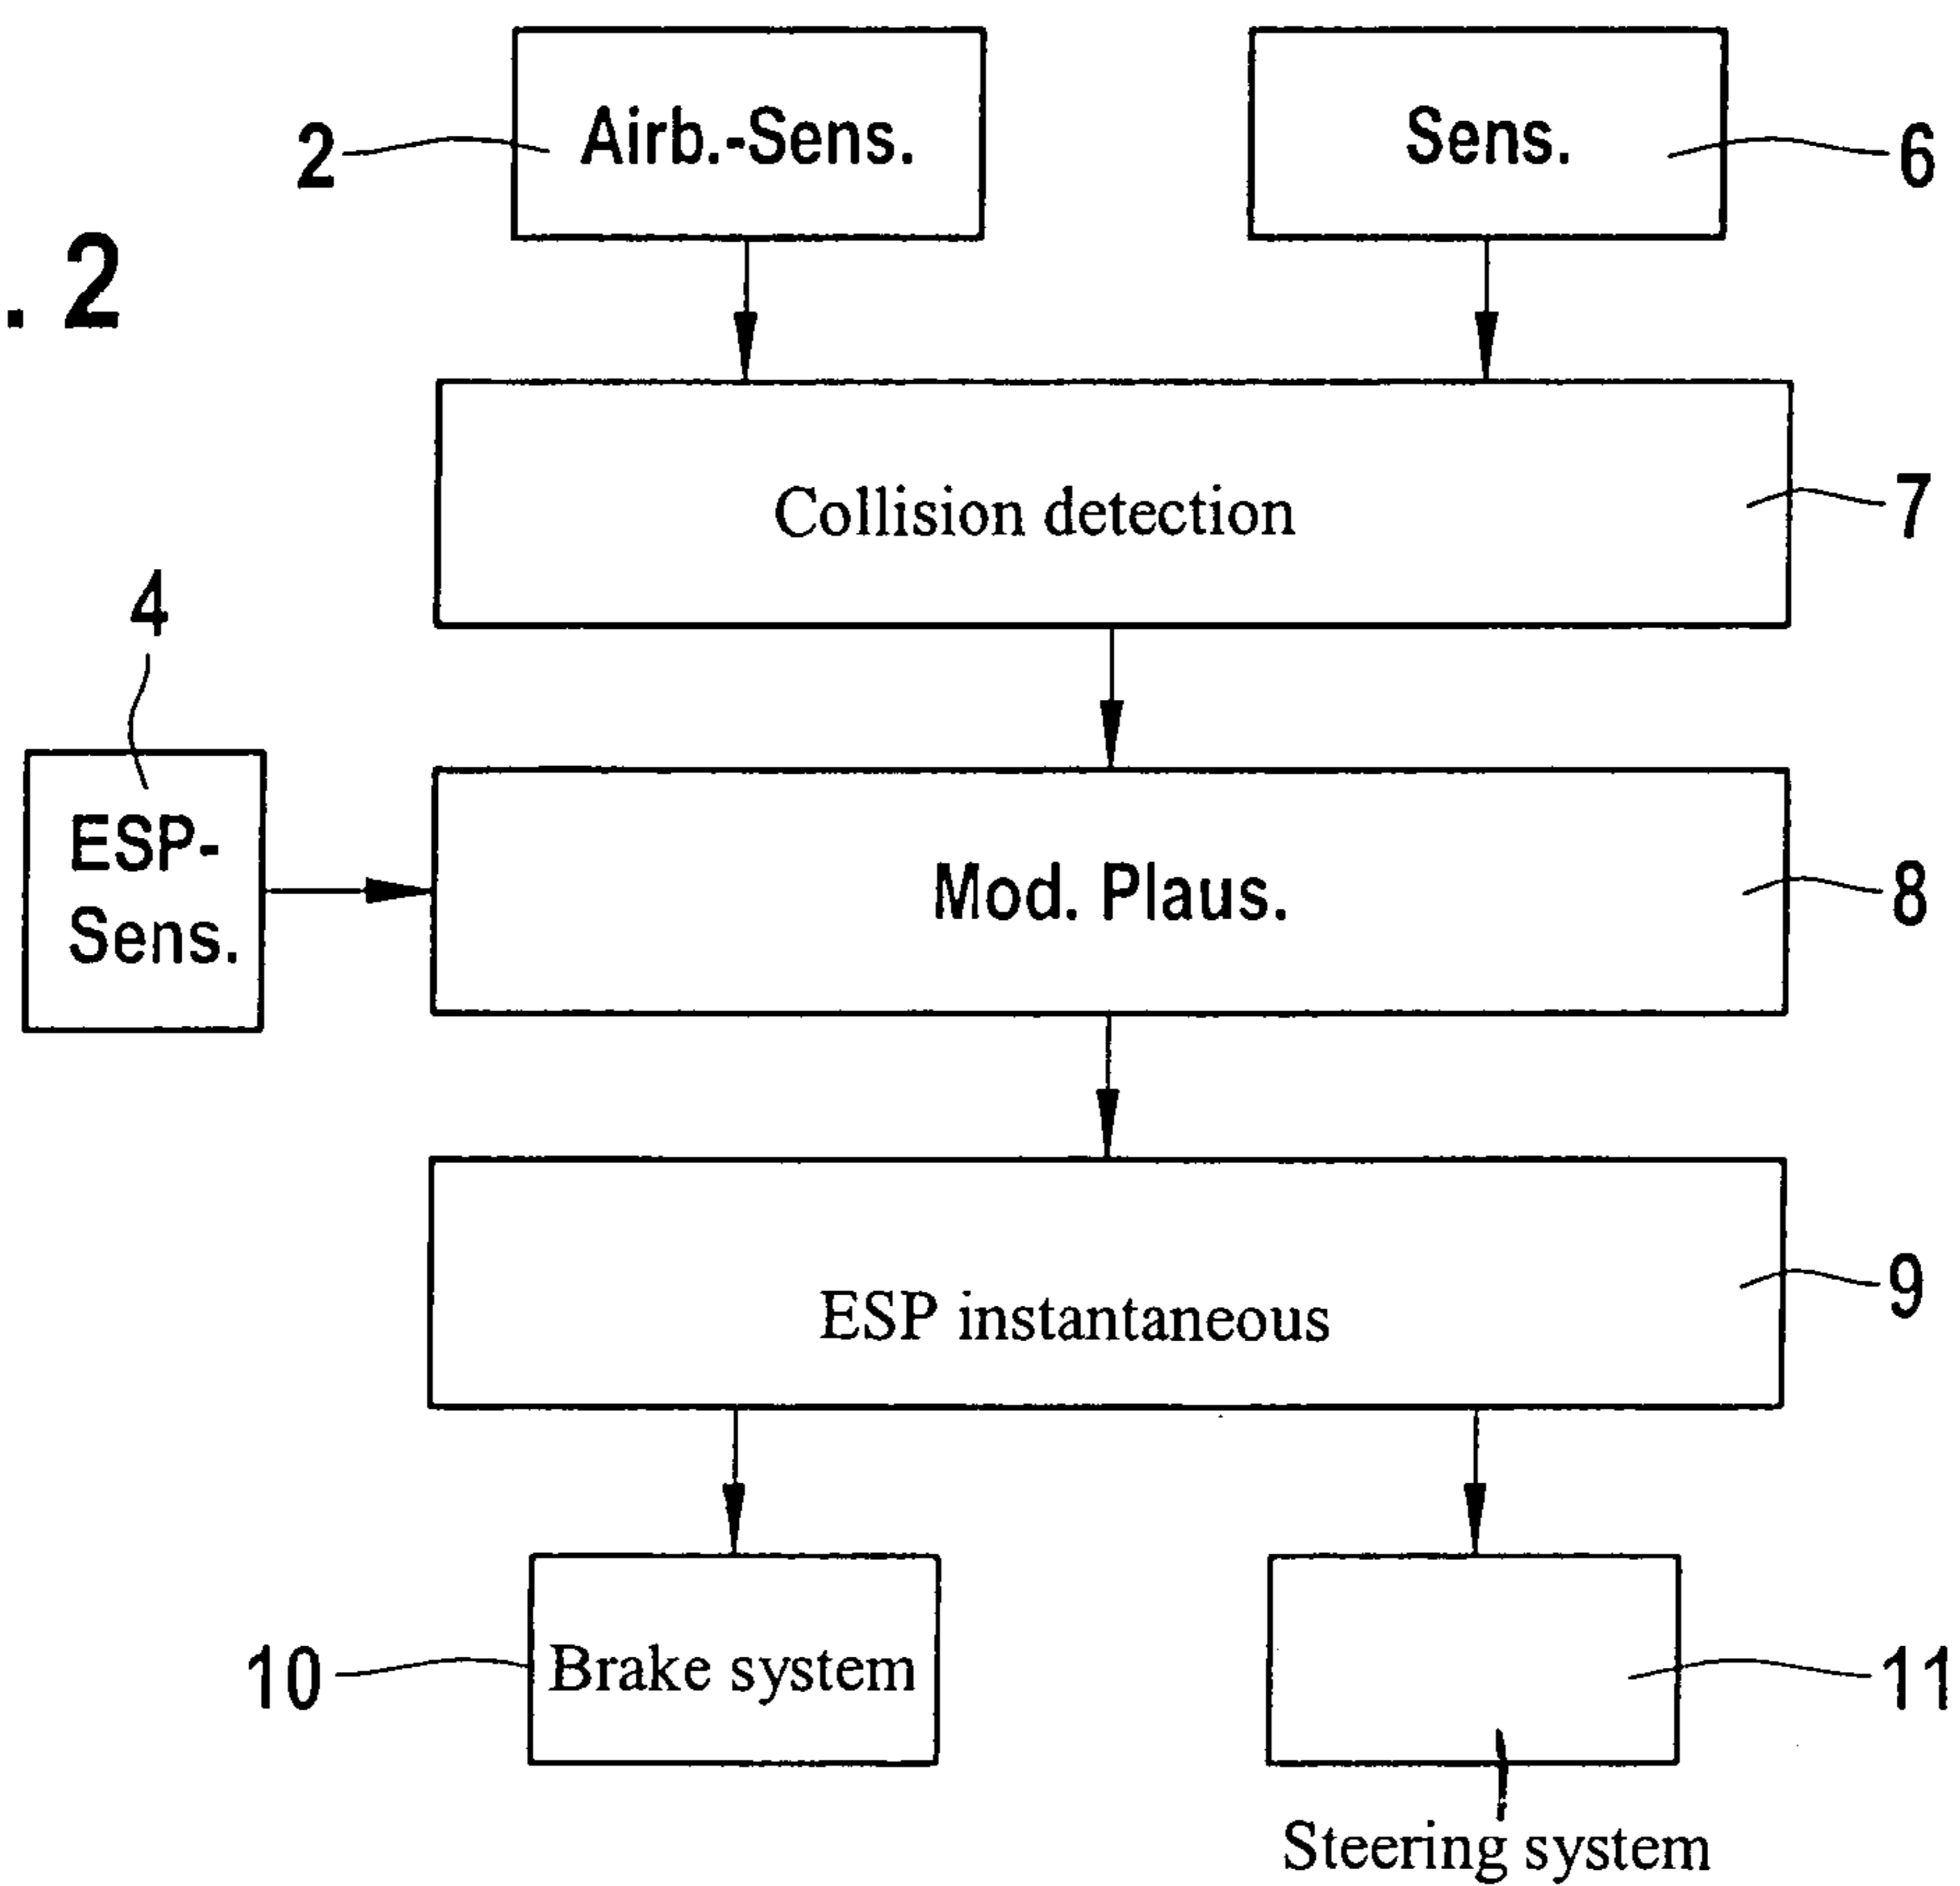 2
Airb.-Sens.
Sens.
6
. 2
Collision detection
7
4
ESP-
Sens.
Mod. Plaus.
8
ESP instantaneous
9
10
Brake system
11
Steering system